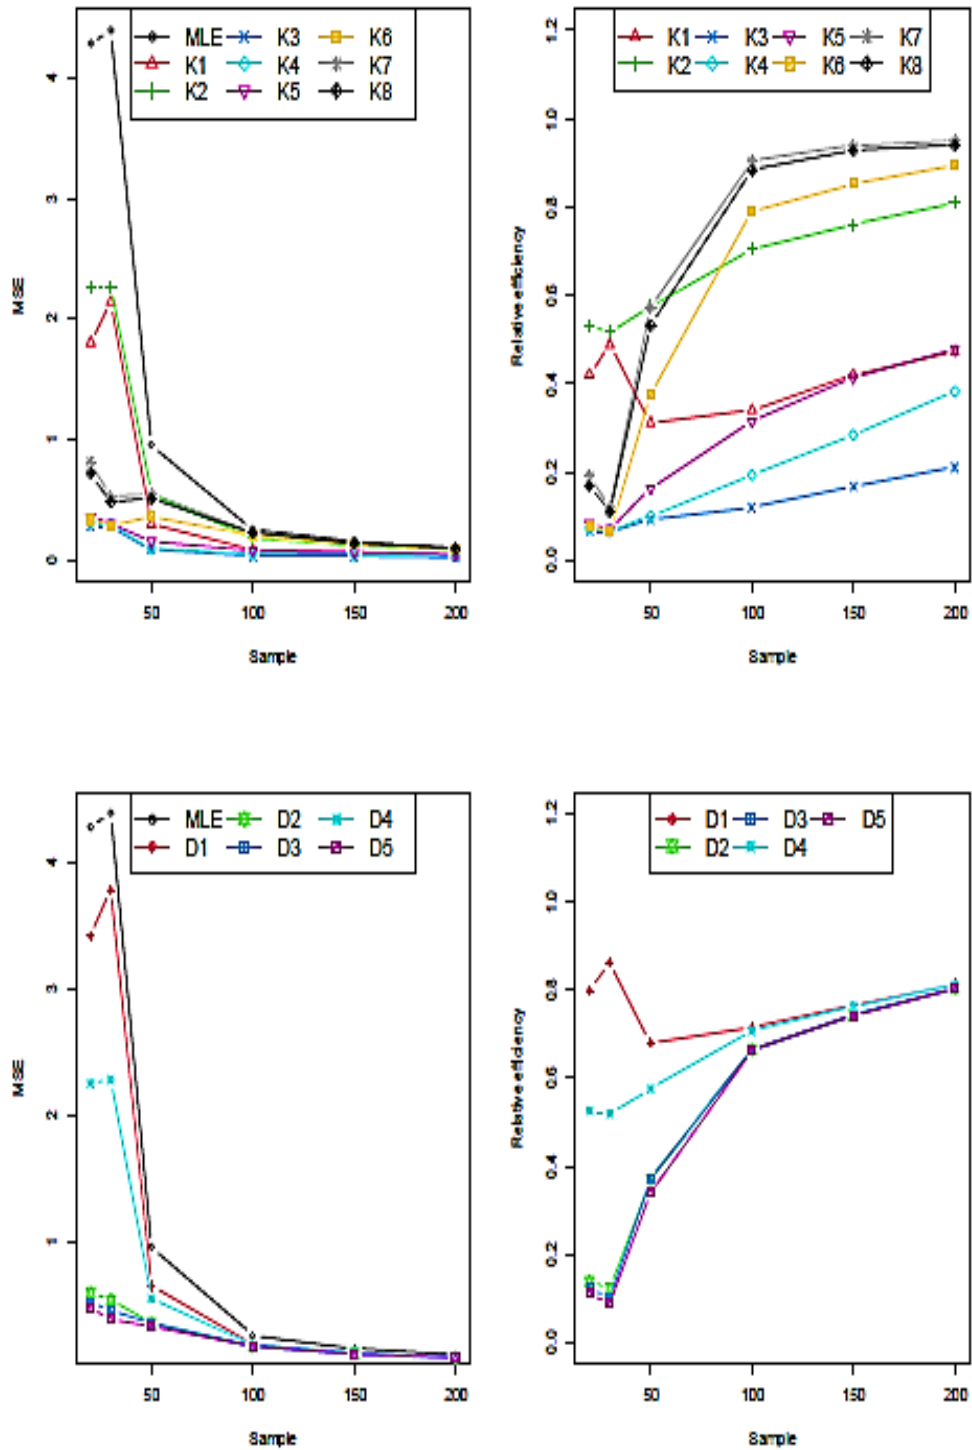 MLE K3 K6
K1 K4 K7
K2 K5 K8
4
3
2
1
0
MSE
50 100 150 200
Sample
K1 K3 K5 K7
K2 K4 K6 K8
1.2
1.0
0.8
0.6
0.4
0.2
0.0
Relative efficiency
50 100 150 200
Sample
MLE D2 D4
D1 D3 D5
4
3
2
1
MSE
50 100 150 200
Sample
D1 D3 D5
D2 D4
1.2
1.0
0.8
0.6
0.4
0.2
0.0
Relative efficiency
50 100 150 200
Sample